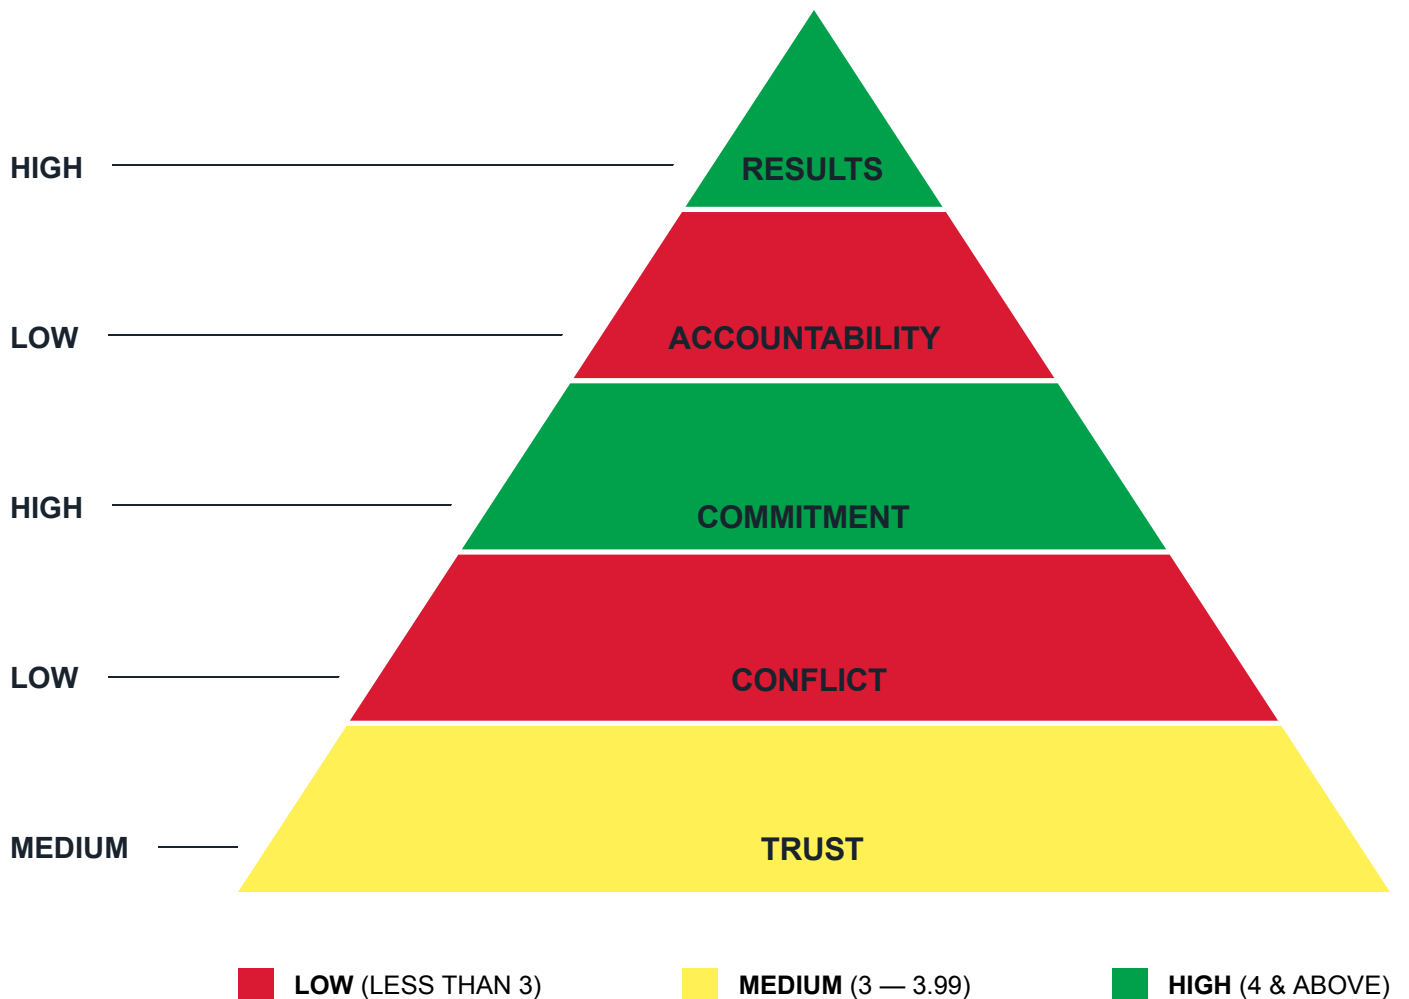 HIGH
RESULTS
LOW
ACCOUNTABILITY
HIGH
COMMITMENT
LOW
CONFLICT
MEDIUM
TRUST
LOW (LESS THAN 3)
MEDIUM (3 — 3.99)
HIGH (4 & ABOVE)